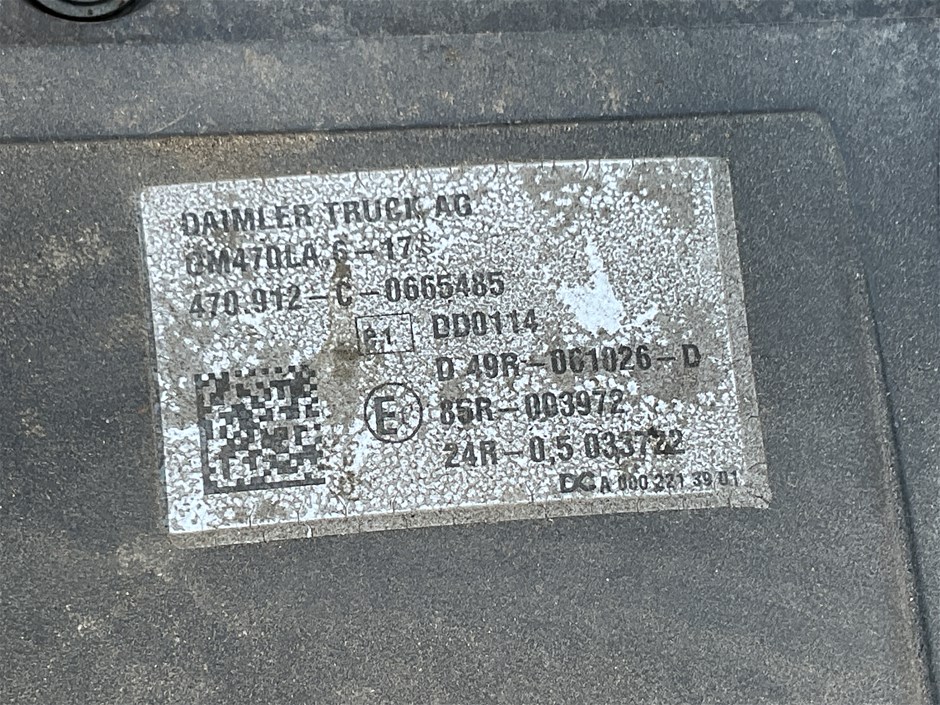 DAIMLER TRUCK AG
OM470LA.6-17
470.912-C-0665485
e1 DD0114
D 49R-061026-D
E 85R-003972
24R-0,5 033722
DC A 000 221 39 01